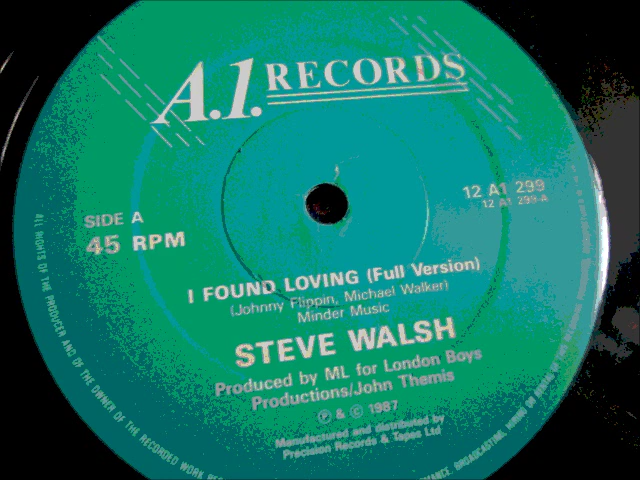 A.1. RECORDS
SIDE A
45 RPM
12 A1 299
12 A1 299-A
I FOUND LOVING (Full Version)
(Johnny Flippin, Michael Walker)
Minder Music
STEVE WALSH
Produced by ML for London Boys
Productions/John Themis
Ⓟ & © 1987
Manufactured and distributed by
Precision Records & Tapes Ltd
ALL RIGHTS OF THE PRODUCER AND OF THE OWNER OF THE RECORDED WORK
BROADCASTING